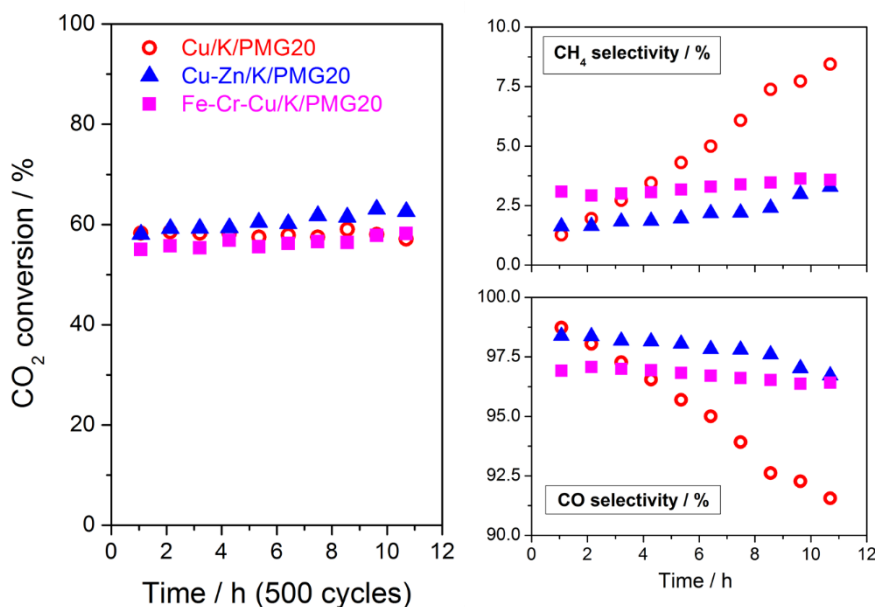 CO2 conversion / %
100
80
60
40
20
0
Cu/K/PMG20
Cu-Zn/K/PMG20
Fe-Cr-Cu/K/PMG20
0 2 4 6 8 10 12
Time / h (500 cycles)
10.0
7.5
5.0
2.5
0.0
CH4 selectivity / %
100.0
97.5
95.0
92.5
90.0
CO selectivity / %
0 2 4 6 8 10 12
Time / h